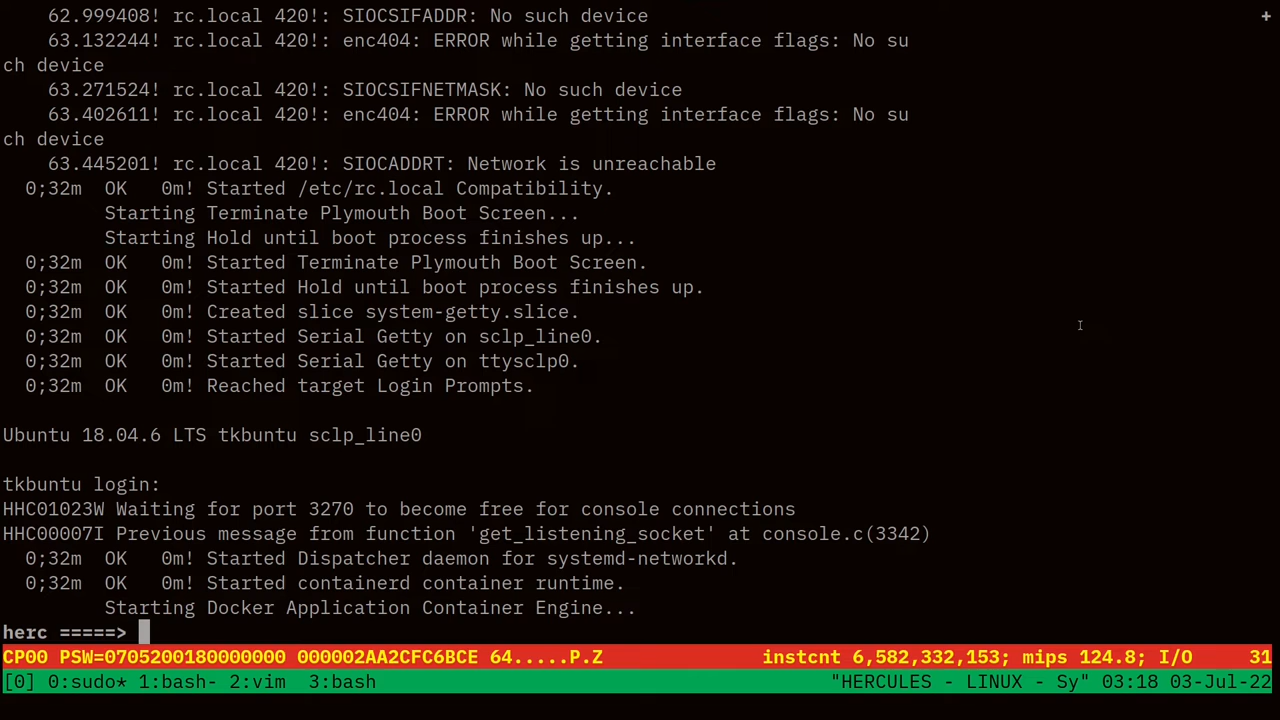 62.999408! rc.local 420!: SIOCSIFADDR: No such device +
63.132244! rc.local 420!: enc404: ERROR while getting interface flags: No su
ch device
63.271524! rc.local 420!: SIOCSIFNETMASK: No such device
63.402611! rc.local 420!: enc404: ERROR while getting interface flags: No su
ch device
63.445201! rc.local 420!: SIOCADDRT: Network is unreachable
0;32m  OK   0m! Started /etc/rc.local Compatibility.
Starting Terminate Plymouth Boot Screen...
Starting Hold until boot process finishes up...
0;32m  OK   0m! Started Terminate Plymouth Boot Screen.
0;32m  OK   0m! Started Hold until boot process finishes up.
0;32m  OK   0m! Created slice system-getty.slice.
0;32m  OK   0m! Started Serial Getty on sclp_line0.
0;32m  OK   0m! Started Serial Getty on ttysclp0.
0;32m  OK   0m! Reached target Login Prompts.
Ubuntu 18.04.6 LTS tkbuntu sclp_line0
tkbuntu login:
HHC01023W Waiting for port 3270 to become free for console connections
HHC00007I Previous message from function 'get_listening_socket' at console.c(3342)
0;32m  OK   0m! Started Dispatcher daemon for systemd-networkd.
0;32m  OK   0m! Started containerd container runtime.
Starting Docker Application Container Engine...
herc =====>
CP00 PSW=0705200180000000 000002AA2CFC6BCE 64.....P.Z instcnt 6,582,332,153; mips 124.8; I/O 31
[0] 0:sudo* 1:bash- 2:vim  3:bash "HERCULES - LINUX - Sy" 03:18 03-Jul-22